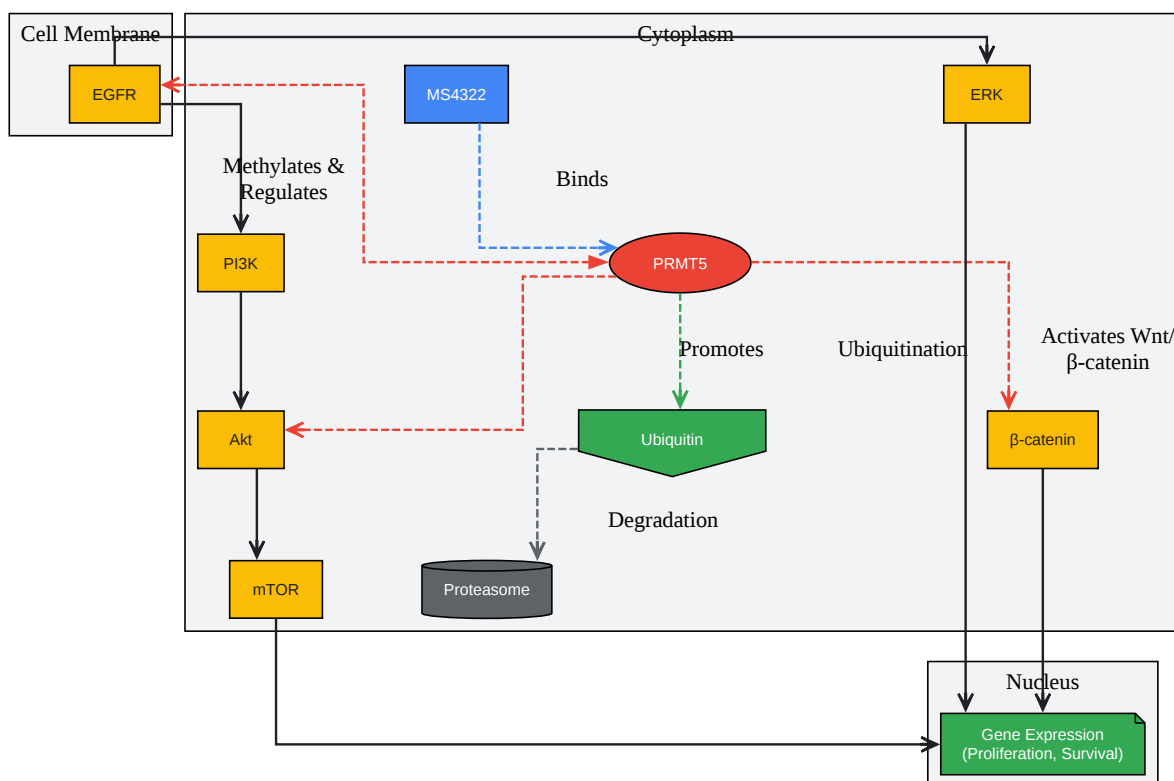 Cell Membrane
Cytoplasm
EGFR
MS4322
ERK
Methylates &
Regulates
Binds
PI3K
PRMT5
Promotes
Ubiquitination
Activates Wnt/
β-catenin
Akt
Ubiquitin
β-catenin
Degradation
mTOR
Proteasome
Nucleus
Gene Expression
(Proliferation, Survival)